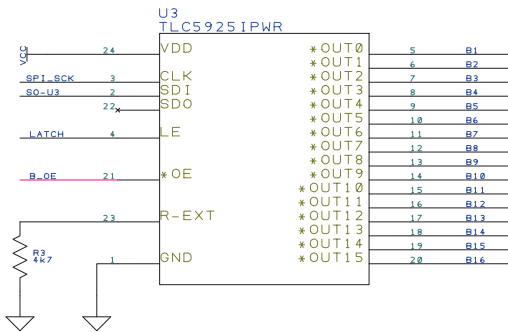 U3
TLC5925IPWR
VCC 24 VDD *OUT0 5 B1
*OUT1 6 B2
SPI_SCK 3 CLK *OUT2 7 B3
SO-U3 2 SDI *OUT3 8 B4
22 SDO *OUT4 9 B5
*OUT5 10 B6
LATCH 4 LE *OUT6 11 B7
*OUT7 12 B8
*OUT8 13 B9
B_OE 21 *OE *OUT9 14 B10
*OUT10 15 B11
*OUT11 16 B12
23 R-EXT *OUT12 17 B13
*OUT13 18 B14
*OUT14 19 B15
R3
4k7
1 GND *OUT15 20 B16